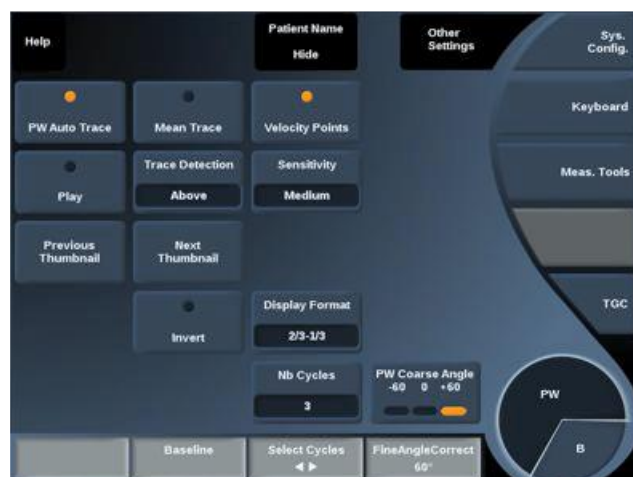 Help
Patient Name
Hide
Other
Settings
Sys.
Config.
PW Auto Trace
Mean Trace
Velocity Points
Keyboard
Play
Trace Detection
Above
Sensitivity
Medium
Meas. Tools
Previous
Thumbnail
Next
Thumbnail
Invert
Display Format
2/3-1/3
TGC
Nb Cycles
3
PW Coarse Angle
-60 0 +60
PW
B
Baseline
Select Cycles
◄ ►
FineAngleCorrect
60°